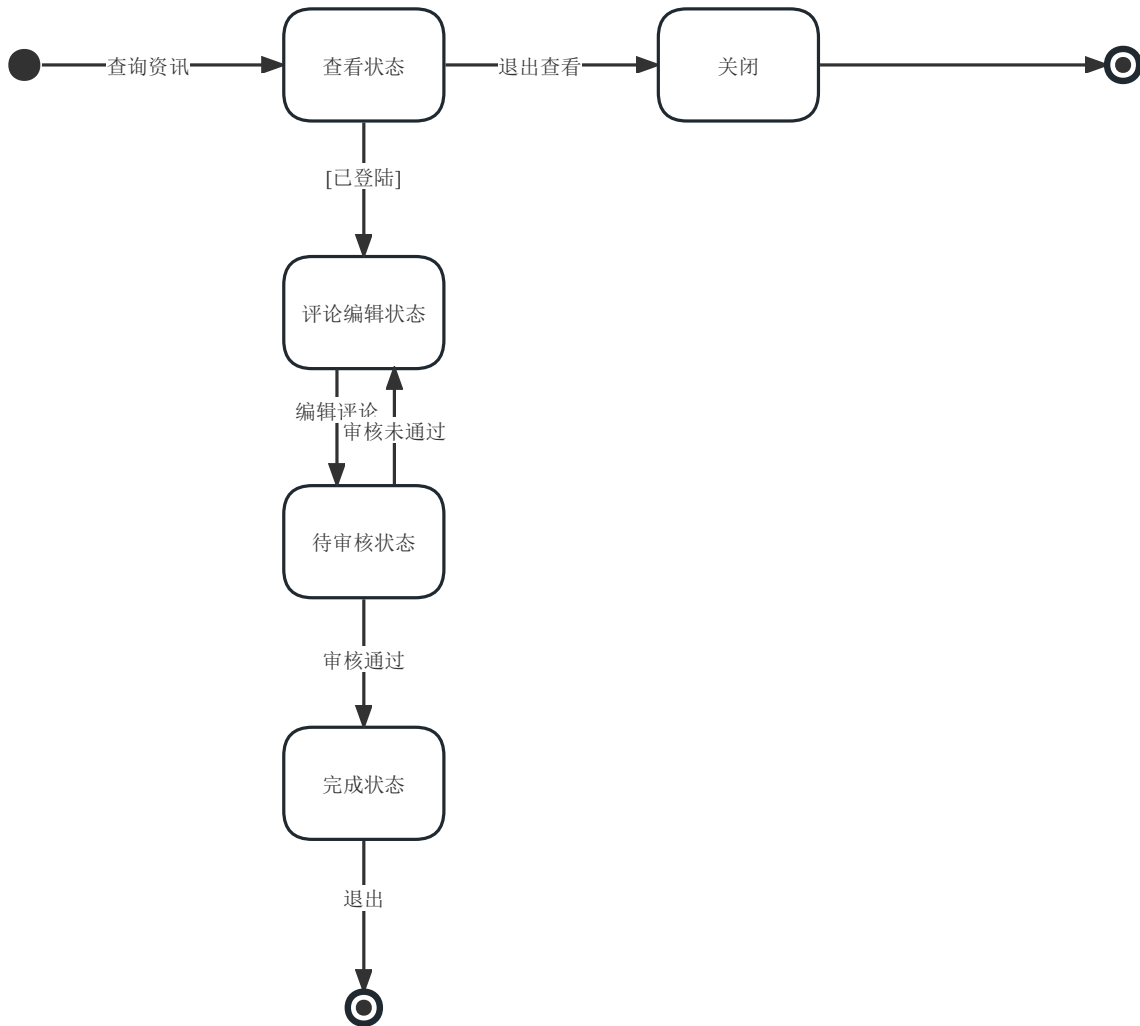 查询资讯
查看状态
退出查看
关闭
[已登陆]
评论编辑状态
编辑评论
审核未通过
待审核状态
审核通过
完成状态
退出